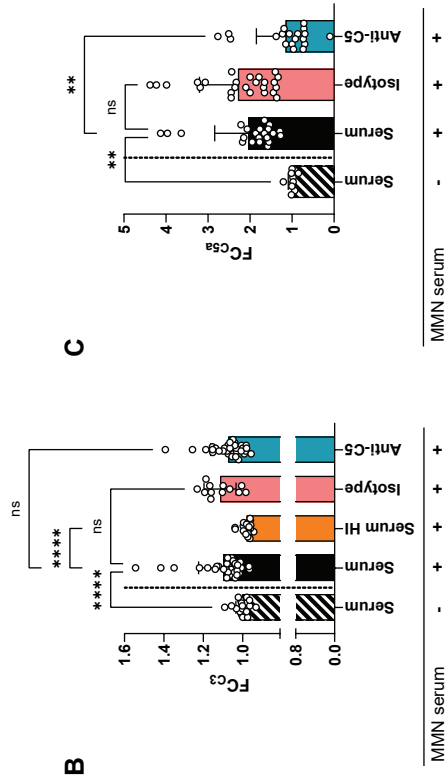 B
FC_C3
1.6
1.4
1.2
1.0
0.8
0.0
****
****
ns
ns
Serum
Serum
Serum HI
Isotype
Anti-C5
MMN serum
-
+
+
+
+
C
FC_C5a
5
4
3
2
1
0
**
ns
**
Serum
Serum
Isotype
Anti-C5
MMN serum
-
+
+
+